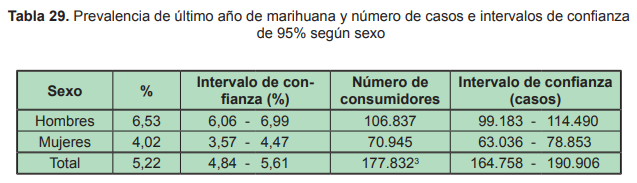 Tabla 29. Prevalencia de último año de marihuana y número de casos e intervalos de confianza
de 95% según sexo
Sexo % Intervalo de con-
fianza (%) Número de
consumidores Intervalo de confianza
(casos)
Hombres 6,53 6,06 - 6,99 106.837 99.183 - 114.490
Mujeres 4,02 3,57 - 4,47 70.945 63.036 - 78.853
Total 5,22 4,84 - 5,61 177.832³ 164.758 - 190.906